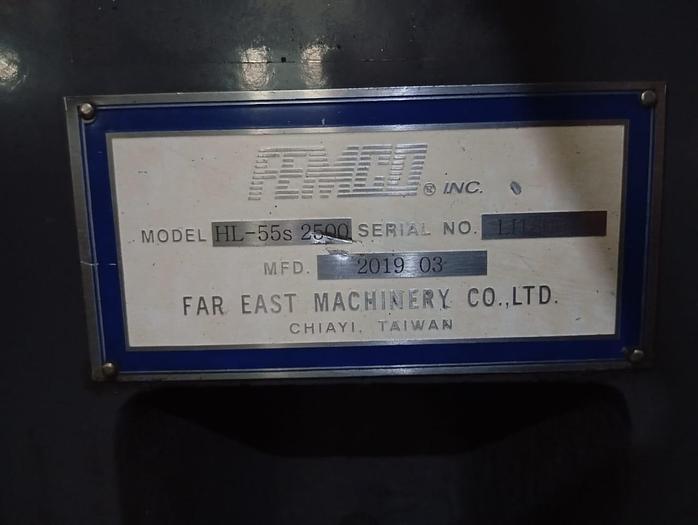 FEMCO® INC.
MODEL HL-55s 2500 SERIAL NO.
MFD. 2019 03
FAR EAST MACHINERY CO.,LTD.
CHIAYI, TAIWAN